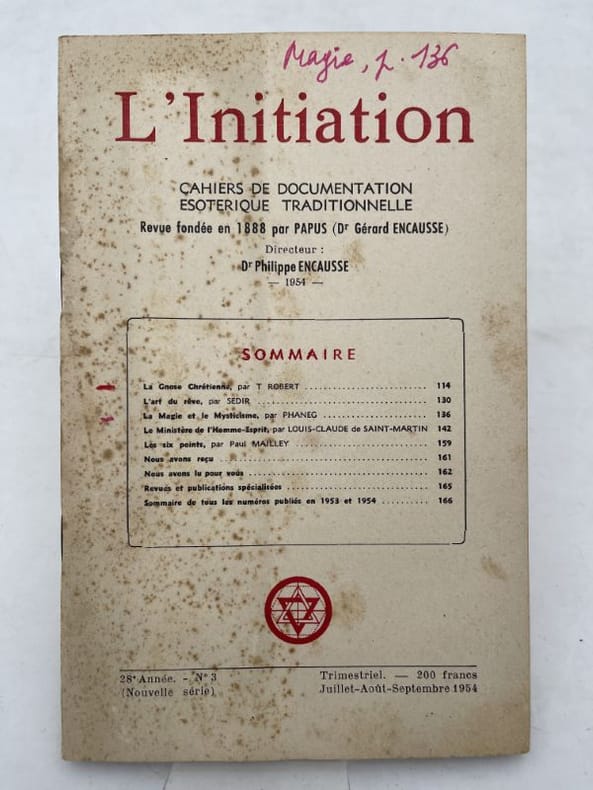 Magie, p. 136
L'Initiation
CAHIERS DE DOCUMENTATION
ESOTERIQUE TRADITIONNELLE
Revue fondée en 1888 par PAPUS (Dr Gérard ENCAUSSE)
Directeur :
Dr Philippe ENCAUSSE
— 1954 —
SOMMAIRE
La Gnose Chrétienne, par T ROBERT ........................ 114
L'art du rêve, par SEDIR ........................ 130
La Magie et le Mysticisme, par PHANEG ........................ 136
Le Ministère de l'Homme-Esprit, par LOUIS-CLAUDE de SAINT-MARTIN 142
Les six points, par Paul MAILLEY ........................ 159
Nous avons reçu ........................ 161
Nous avons lu pour vous ........................ 162
Revues et publications spécialisées ........................ 165
Sommaire de tous les numéros publiés en 1953 et 1954 .......... 166
28e Année. - N° 3 Trimestriel. — 200 francs
(Nouvelle série) Juillet-Août-Septembre 1954